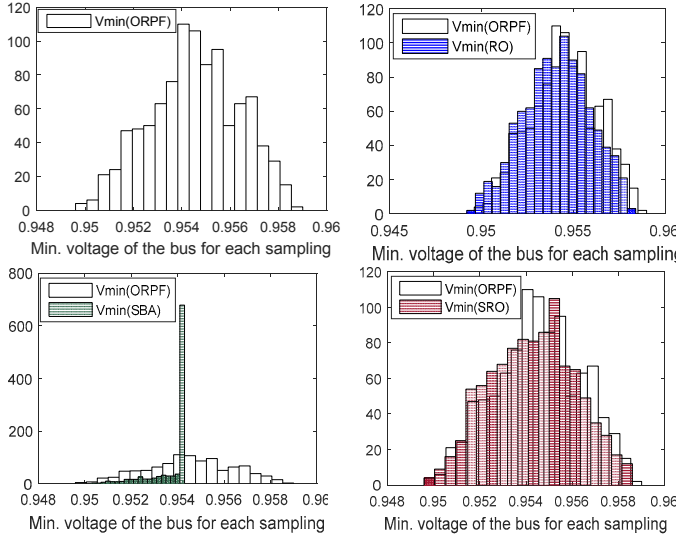 120
100
80
60
40
20
0
Vmin(ORPF)
0.948 0.95 0.952 0.954 0.956 0.958 0.96
Min. voltage of the bus for each sampling
120
100
80
60
40
20
0
Vmin(ORPF)
Vmin(RO)
0.945 0.95 0.955 0.96
Min. voltage of the bus for each sampling
800
600
400
200
0
Vmin(ORPF)
Vmin(SBA)
0.948 0.95 0.952 0.954 0.956 0.958 0.96
Min. voltage of the bus for each sampling
120
100
80
60
40
20
0
Vmin(ORPF)
Vmin(SRO)
0.948 0.95 0.952 0.954 0.956 0.958 0.96
Min. voltage of the bus for each sampling